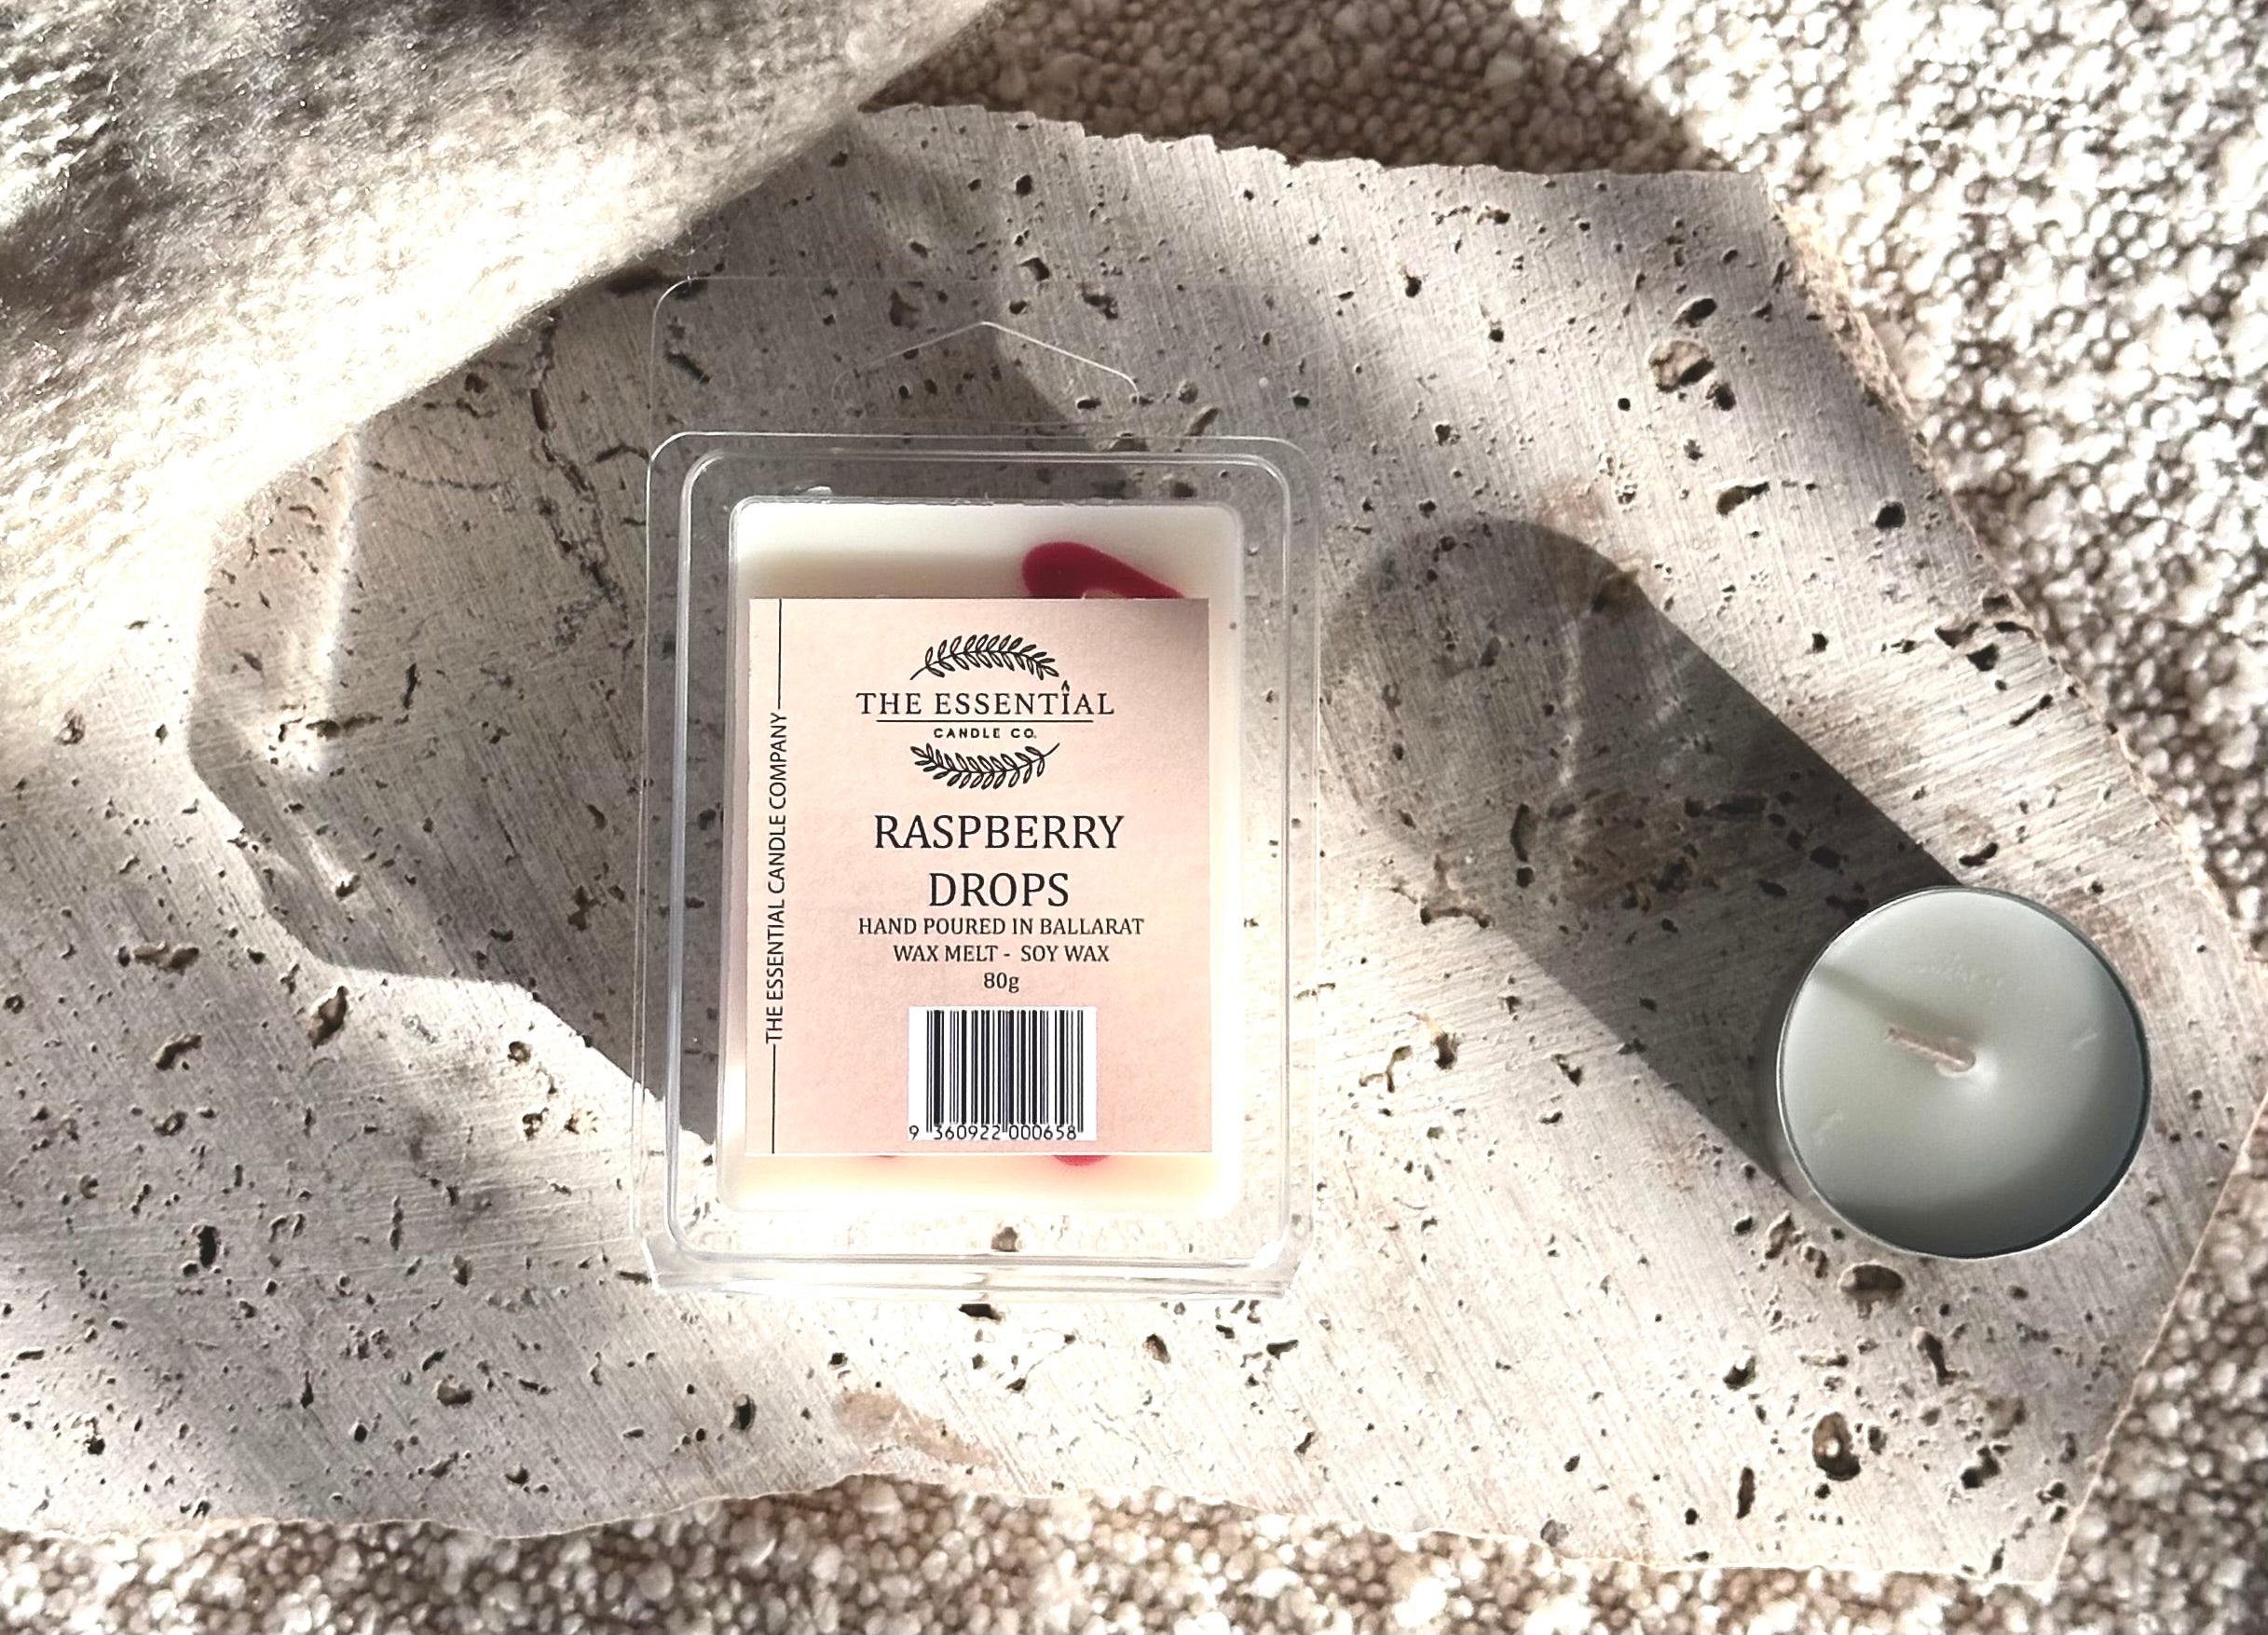 THE ESSENTIAL
CANDLE CO.
RASPBERRY
DROPS
HAND POURED IN BALLARAT
WAX MELT - SOY WAX
80g
9 360922 000658
THE ESSENTIAL CANDLE COMPANY